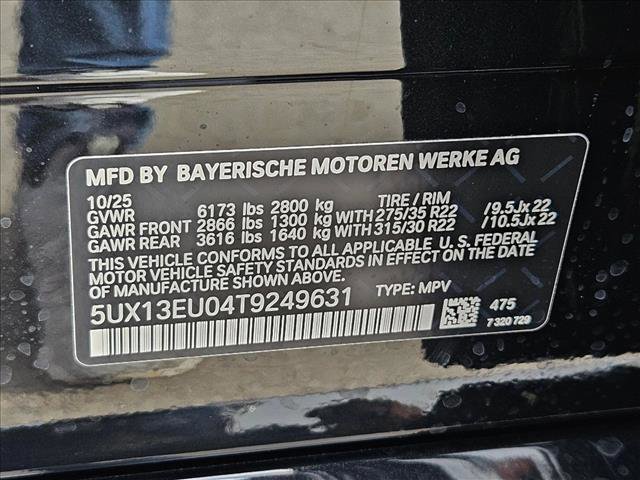 MFD BY BAYERISCHE MOTOREN WERKE AG
10/25 TIRE / RIM
GVWR 6173 lbs 2800 kg
GAWR FRONT 2866 lbs 1300 kg WITH 275/35 R22 /9.5Jx22
GAWR REAR 3616 lbs 1640 kg WITH 315/30 R22 /10.5Jx22
THIS VEHICLE CONFORMS TO ALL APPLICABLE U.S. FEDERAL
MOTOR VEHICLE SAFETY STANDARDS IN EFFECT ON THE DATE
OF MANUFACTURE SHOWN ABOVE.
5UX13EU04T9249631 TYPE: MPV
475
7 320 729